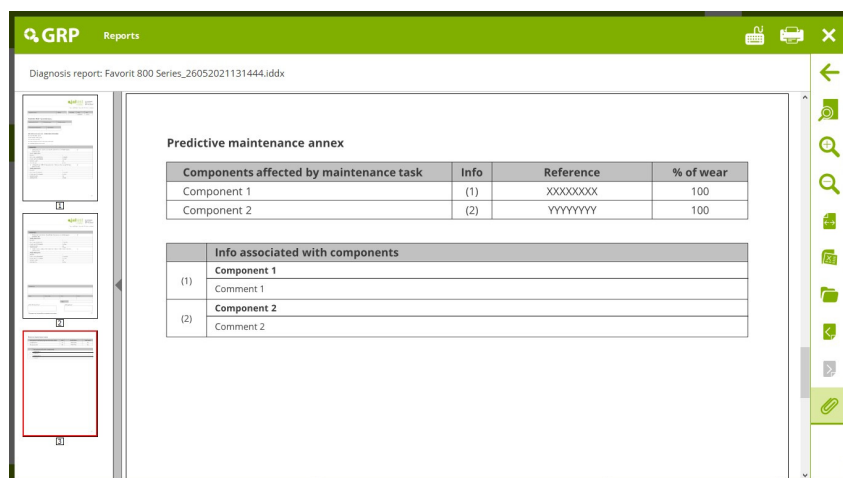 GRP Reports
Diagnosis report: Favorit 800 Series_26052021131444.iddx
Predictive maintenance annex
Components affected by maintenance task Info Reference % of wear
Component 1 (1) XXXXXXXX 100
Component 2 (2) YYYYYYYY 100
Info associated with components
(1) Component 1
Comment 1
(2) Component 2
Comment 2
1
2
3